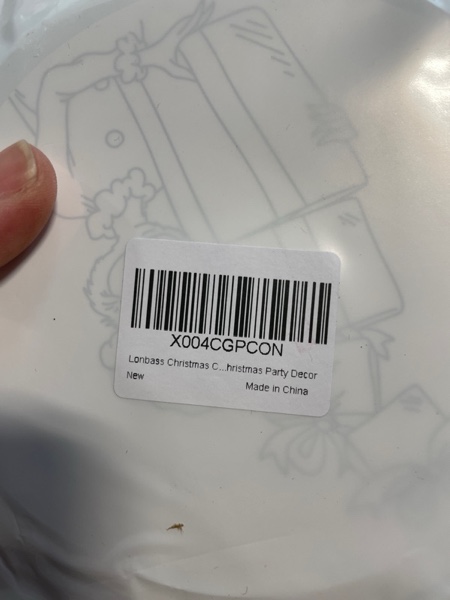 X004CGPCON
Lonbass Christmas C...hristmas Party Decor
New
Made in China